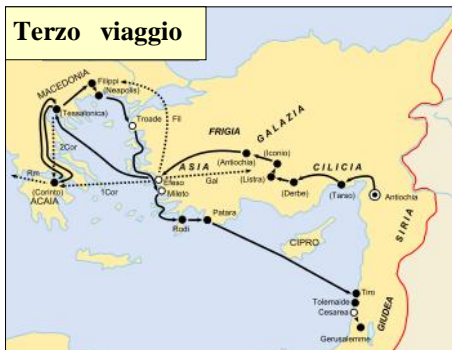 Terzo viaggio
MACEDONIA
Filippi
(Neapolis)
(Tessalonica)
Troade
Fil
2Cor
FRIGIA
GALAZIA
(Antiochia)
(Iconio)
ASIA
CILICIA
Rm
Efeso
Gal
(Listra)
(Corinto)
1Cor
(Derbe)
(Tarso)
Antiochia
ACAIA
Mileto
Patara
Rodi
SIRIA
CIPRO
Tiro
Tolemaide
Cesarea
GIUDEA
Gerusalemme